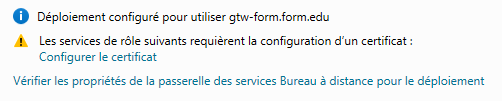 Déploiement configuré pour utiliser gtw-form.form.edu
Les services de rôle suivants requièrent la configuration d'un certificat :
Configurer le certificat
Vérifier les propriétés de la passerelle des services Bureau à distance pour le déploiement